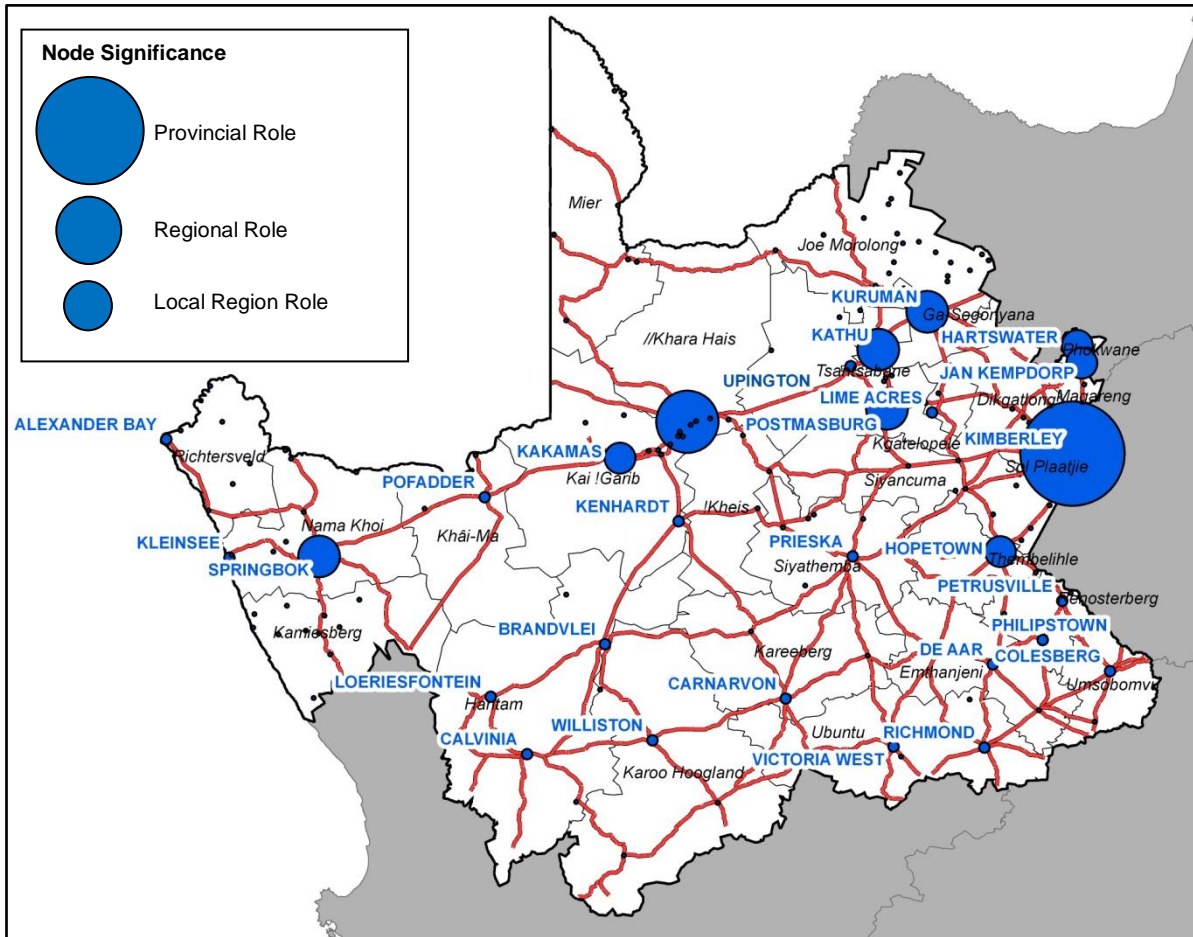 Node Significance
Provincial Role
Regional Role
Local Region Role
Mier
Joe Morolong
KURUMAN
Ga-Segonyana
//Khara Hais
KATHU
HARTSWATER
Phokwane
Tsantsabane
JAN KEMPDORP
UPINGTON
LIME ACRES
Dikgatlong
Magareng
ALEXANDER BAY
POSTMASBURG
Kgatelopele
KIMBERLEY
Richtersveld
KAKAMAS
Sol Plaatjie
Kai !Garib
Siyancuma
POFADDER
KENHARDT
!Kheis
Nama Khoi
Khâi-Ma
KLEINSEE
PRIESKA
HOPETOWN
SPRINGBOK
Siyathemba
Thembelihle
PETRUSVILLE
Renosterberg
Kamiesberg
BRANDVLEI
Kareeberg
PHILIPSTOWN
DE AAR
COLESBERG
LOERIESFONTEIN
CARNARVON
Emthanjeni
Umsobomvu
Hantam
WILLISTON
Ubuntu
RICHMOND
CALVINIA
VICTORIA WEST
Karoo Hoogland